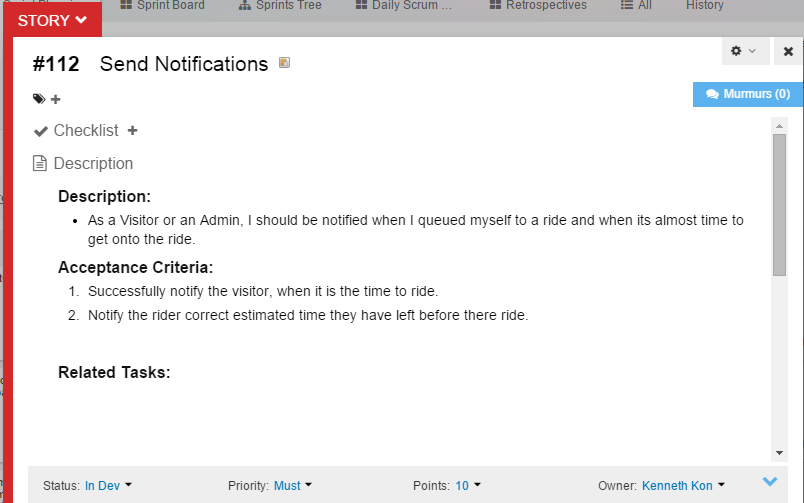 Sprint Board Sprints Tree Daily Scrum ... Retrospectives All History
STORY
#112 Send Notifications
Murmurs (0)
Checklist
Description
Description:
As a Visitor or an Admin, I should be notified when I queued myself to a ride and when its almost time to
get onto the ride.
Acceptance Criteria:
1. Successfully notify the visitor, when it is the time to ride.
2. Notify the rider correct estimated time they have left before there ride.
Related Tasks:
Status: In Dev Priority: Must Points: 10 Owner: Kenneth Kon